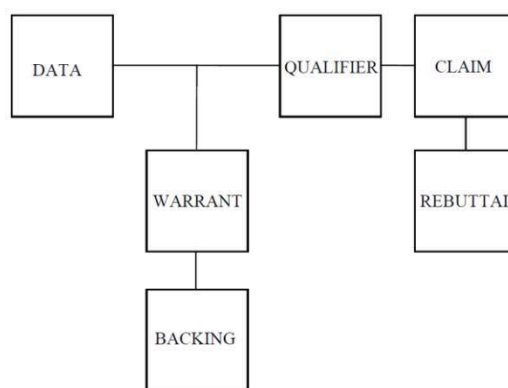 DATA
QUALIFIER
CLAIM
WARRANT
REBUTTAL
BACKING